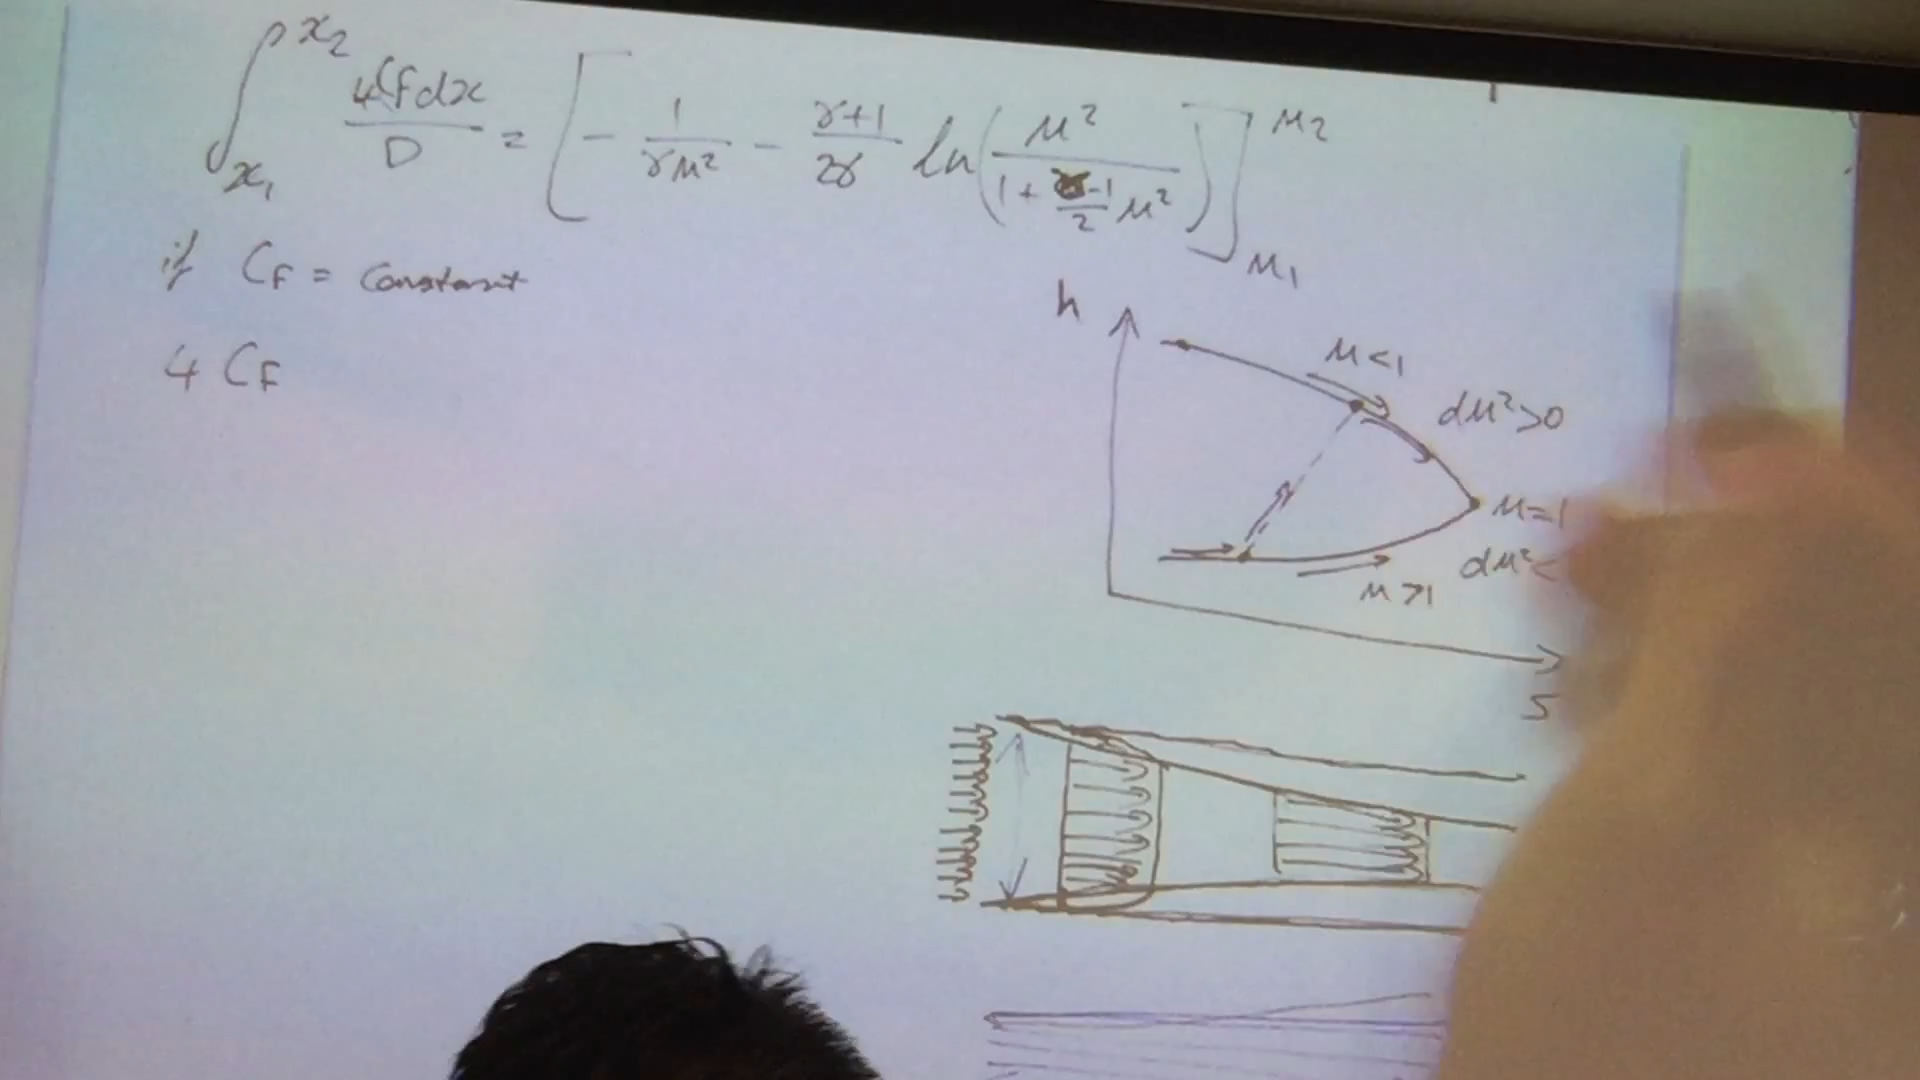 ∫_{x₁}^{x₂} 4Cf dx / D = [ - 1/(γM²) - (γ+1)/(2γ) ln( M² / (1 + (γ-1)/2 M²) ) ]_{M₁}^{M₂}
if Cf = Constant
4 Cf
h
M<1
dM²>0
M=1
dM²<
M>1
s